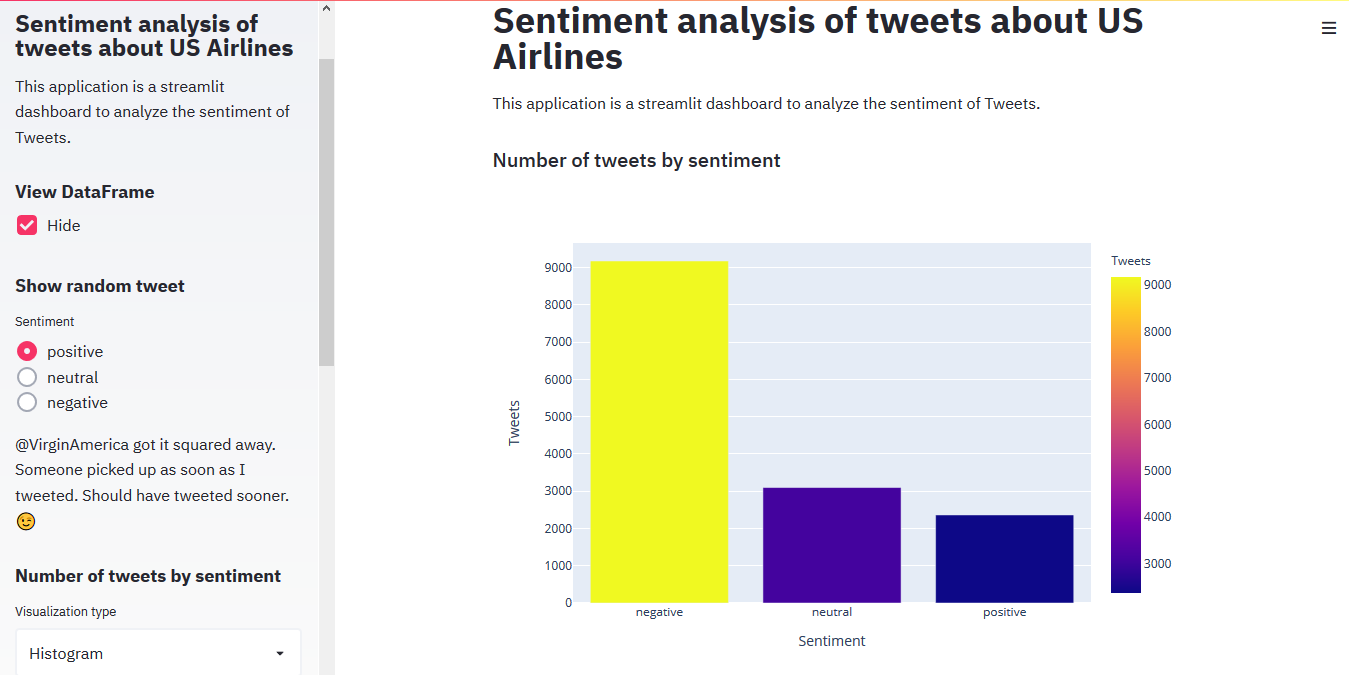 Sentiment analysis of
tweets about US Airlines
This application is a streamlit
dashboard to analyze the sentiment of
Tweets.
View DataFrame
Hide
Show random tweet
Sentiment
positive
neutral
negative
@VirginAmerica got it squared away.
Someone picked up as soon as I
tweeted. Should have tweeted sooner.
😉
Number of tweets by sentiment
Visualization type
Histogram
Sentiment analysis of tweets about US
Airlines
This application is a streamlit dashboard to analyze the sentiment of Tweets.
Number of tweets by sentiment
Tweets
9000
8000
7000
6000
5000
4000
3000
2000
1000
0
negative
neutral
positive
Sentiment
Tweets
9000
8000
7000
6000
5000
4000
3000